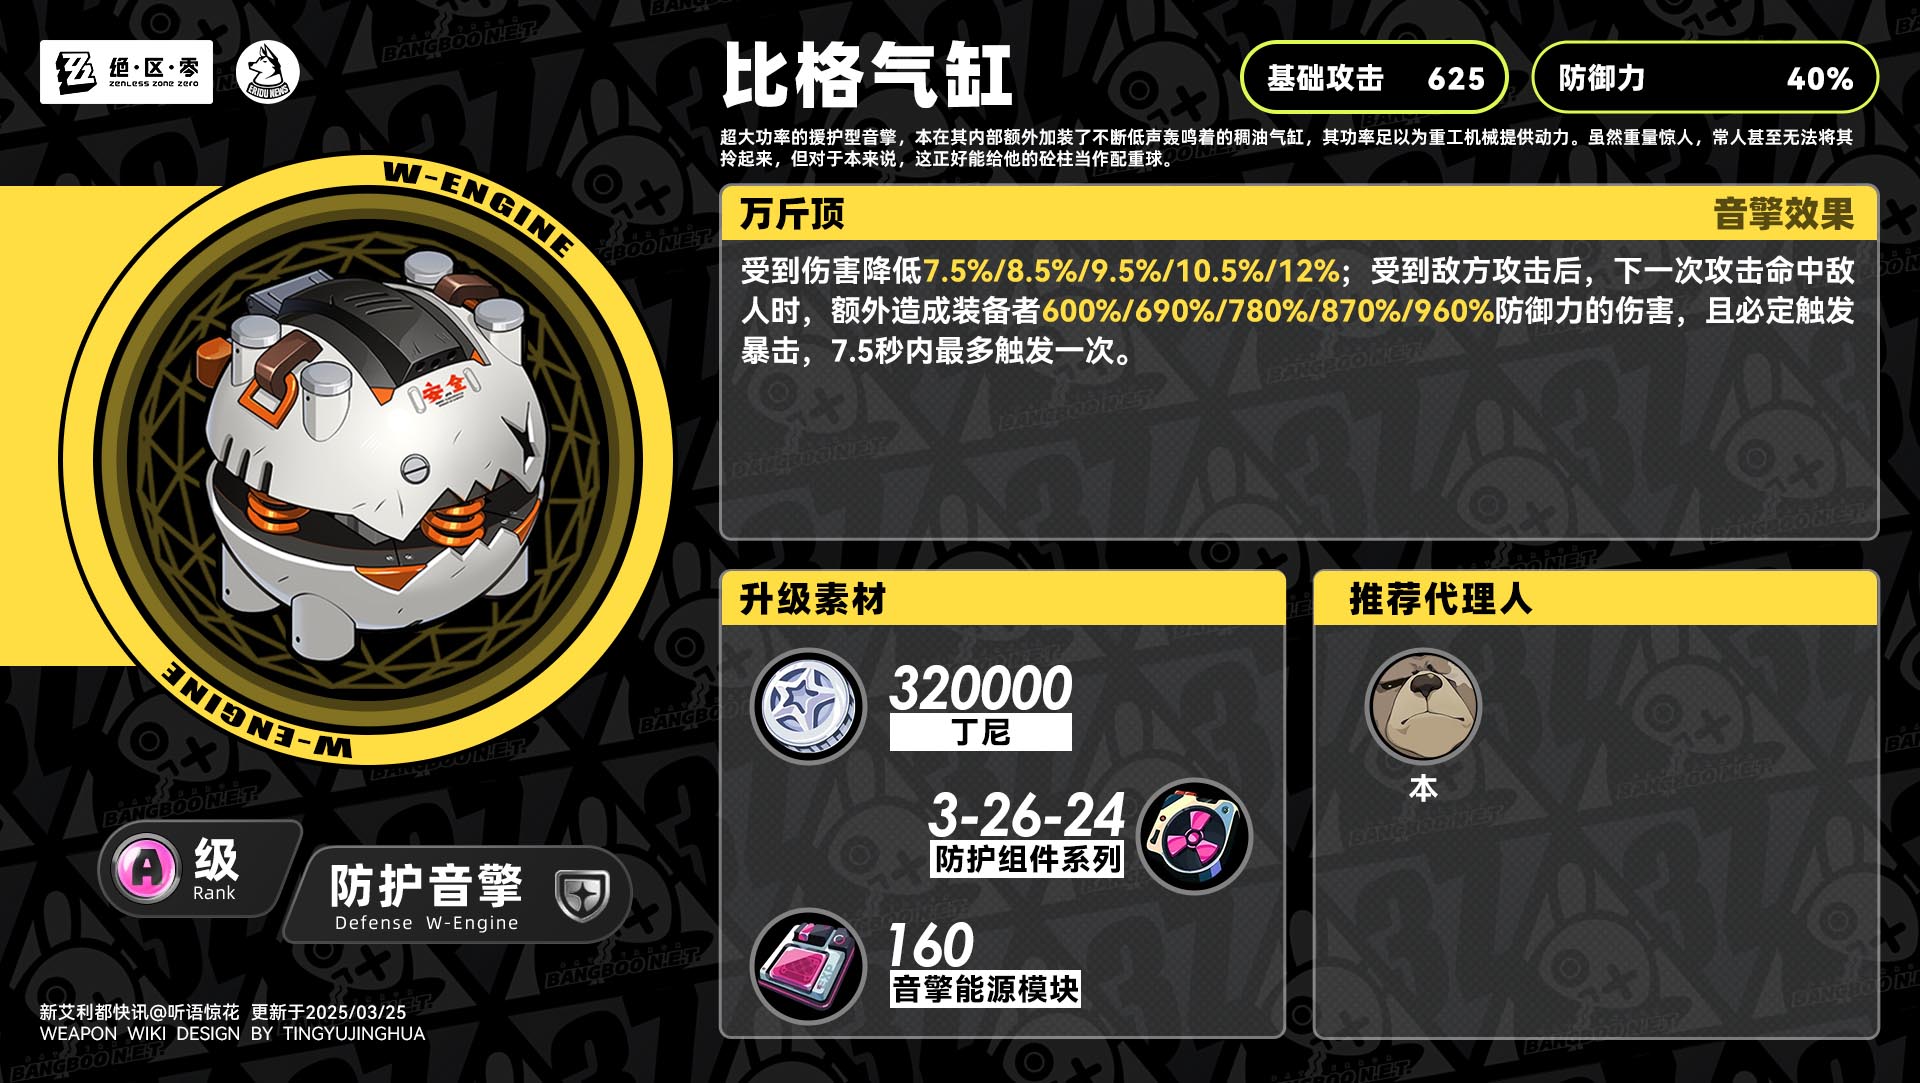 绝·区·零
ZENLESS ZONE ZERO
ERIDU NEWS
比格气缸
基础攻击 625
防御力 40%
超大功率的援护型音擎，本在其内部额外加装了不断低声轰鸣着的稠油气缸，其功率足以为重工机械提供动力。虽然重量惊人，常人甚至无法将其
拎起来，但对于本来说，这正好能给他的砼柱当作配重球。
W-ENGINE
安全
W-ENGINE
万斤顶
音擎效果
受到伤害降低7.5%/8.5%/9.5%/10.5%/12%；受到敌方攻击后，下一次攻击命中敌
人时，额外造成装备者600%/690%/780%/870%/960%防御力的伤害，且必定触发
暴击，7.5秒内最多触发一次。
升级素材
320000
丁尼
3-26-24
防护组件系列
160
音擎能源模块
推荐代理人
本
A 级
Rank
防护音擎
Defense W-Engine
新艾利都快讯@听语惊花 更新于2025/03/25
WEAPON WIKI DESIGN BY TINGYUJINGHUA
BANGBOO N.E.T.